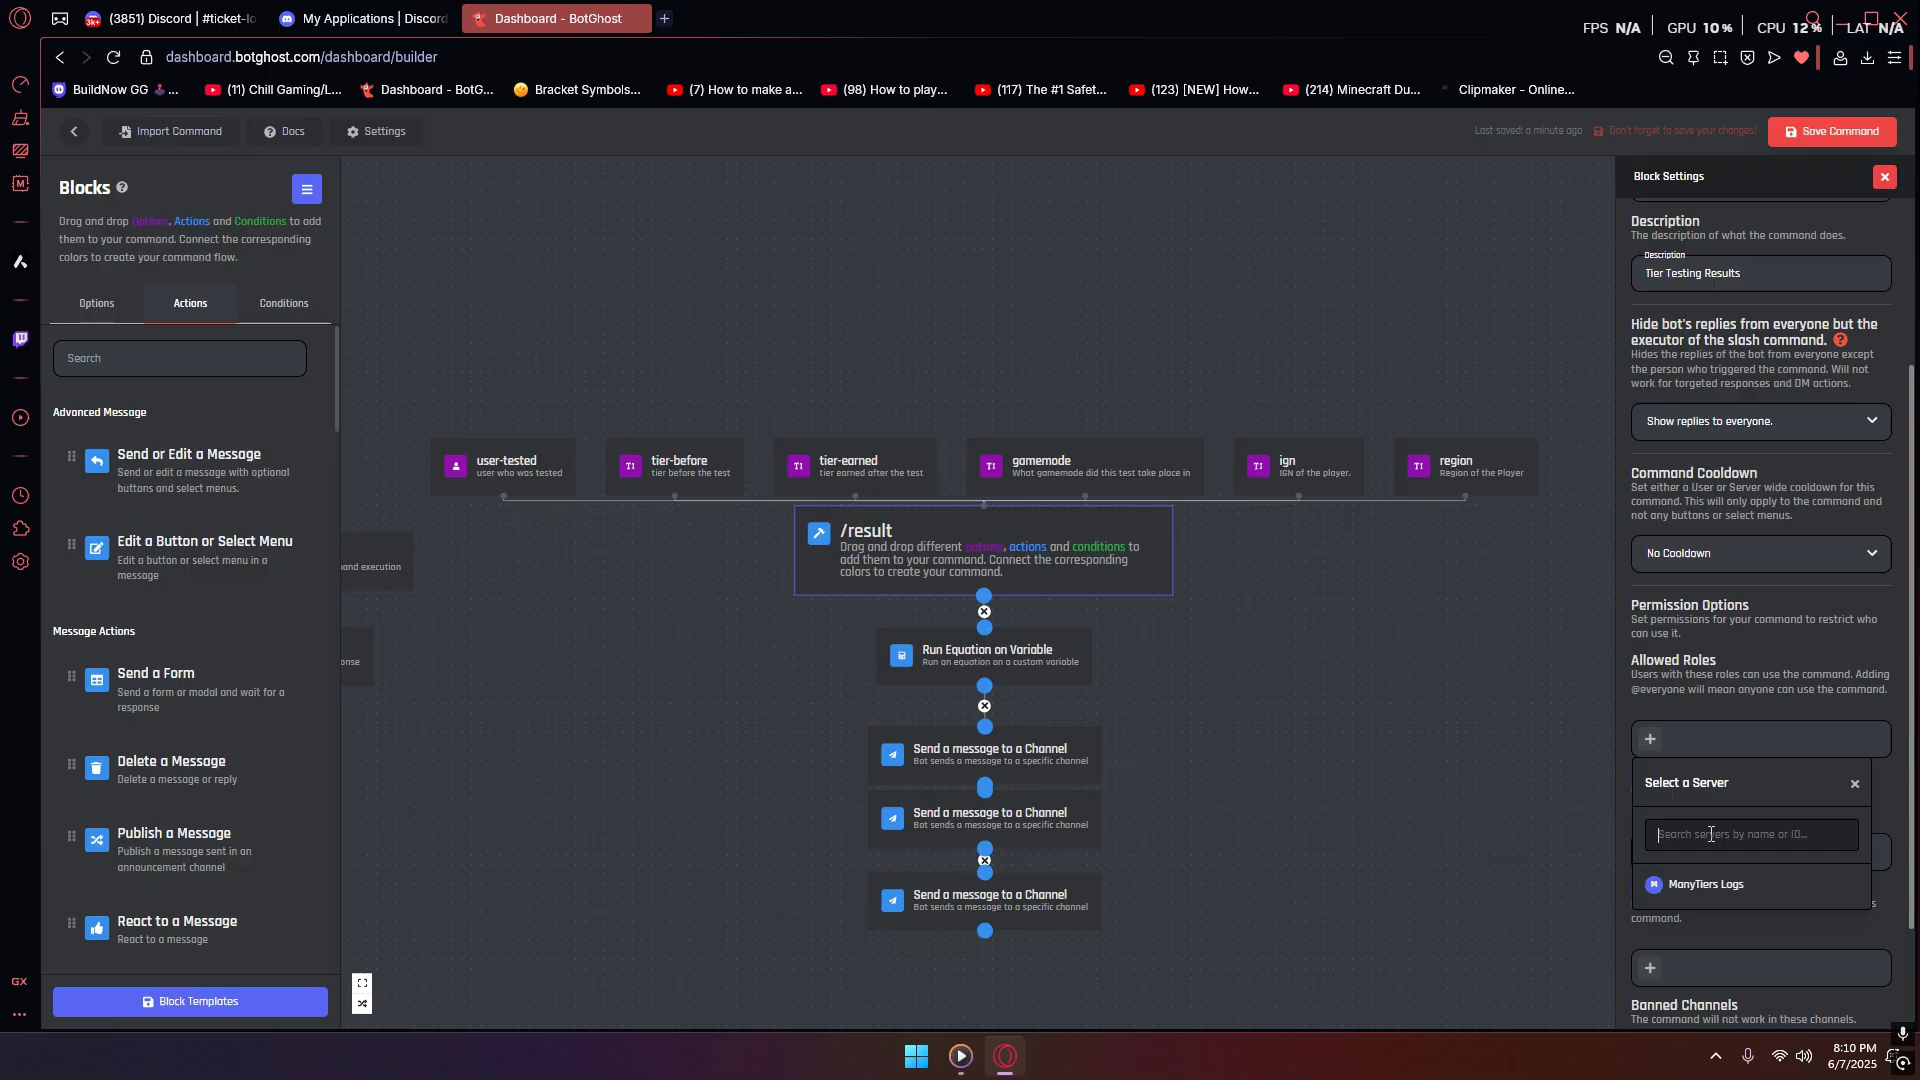 (3851) Discord | #ticket-lo
My Applications | Discord
Dashboard - BotGhost
FPS N/A
GPU 10 %
CPU 12 %
LAT N/A
dashboard.botghost.com/dashboard/builder
BuildNow GG 🕹️ ...
(11) Chill Gaming/L...
Dashboard - BotG...
Bracket Symbols...
(7) How to make a...
(98) How to play...
(117) The #1 Safet...
(123) [NEW] How...
(214) Minecraft Du...
Clipmaker - Online...
Import Command
Docs
Settings
Last saved: a minute ago
Don't forget to save your changes!
Save Command
Blocks
Drag and drop Options, Actions and Conditions to add
them to your command. Connect the corresponding
colors to create your command flow.
Options
Actions
Conditions
Search
Advanced Message
Send or Edit a Message
Send or edit a message with optional
buttons and select menus.
Edit a Button or Select Menu
Edit a button or select menu in a
message
Message Actions
Send a Form
Send a form or modal and wait for a
response
Delete a Message
Delete a message or reply
Publish a Message
Publish a message sent in an
announcement channel
React to a Message
React to a message
Block Templates
GX
user-tested
user who was tested
tier-before
tier before the test
tier-earned
tier earned after the test
gamemode
What gamemode did this test take place in
ign
IGN of the player.
region
Region of the Player
/result
Drag and drop different options, actions and conditions to
add them to your command. Connect the corresponding
colors to create your command.
and execution
onse
Run Equation on Variable
Run an equation on a custom variable
Send a message to a Channel
Bot sends a message to a specific channel
Send a message to a Channel
Bot sends a message to a specific channel
Send a message to a Channel
Bot sends a message to a specific channel
Block Settings
Description
The description of what the command does.
Description
Tier Testing Results
Hide bot's replies from everyone but the
executor of the slash command.
Hides the replies of the bot from everyone except
the person who triggered the command. Will not
work for targeted responses and DM actions.
Show replies to everyone.
Command Cooldown
Set either a User or Server wide cooldown for this
command. This will only apply to the command and
not any buttons or select menus.
No Cooldown
Permission Options
Set permissions for your command to restrict who
can use it.
Allowed Roles
Users with these roles can use the command. Adding
@everyone will mean anyone can use the command.
Select a Server
Search servers by name or ID...
M
ManyTiers Logs
s
command.
Banned Channels
The command will not work in these channels.
8:10 PM
6/7/2025